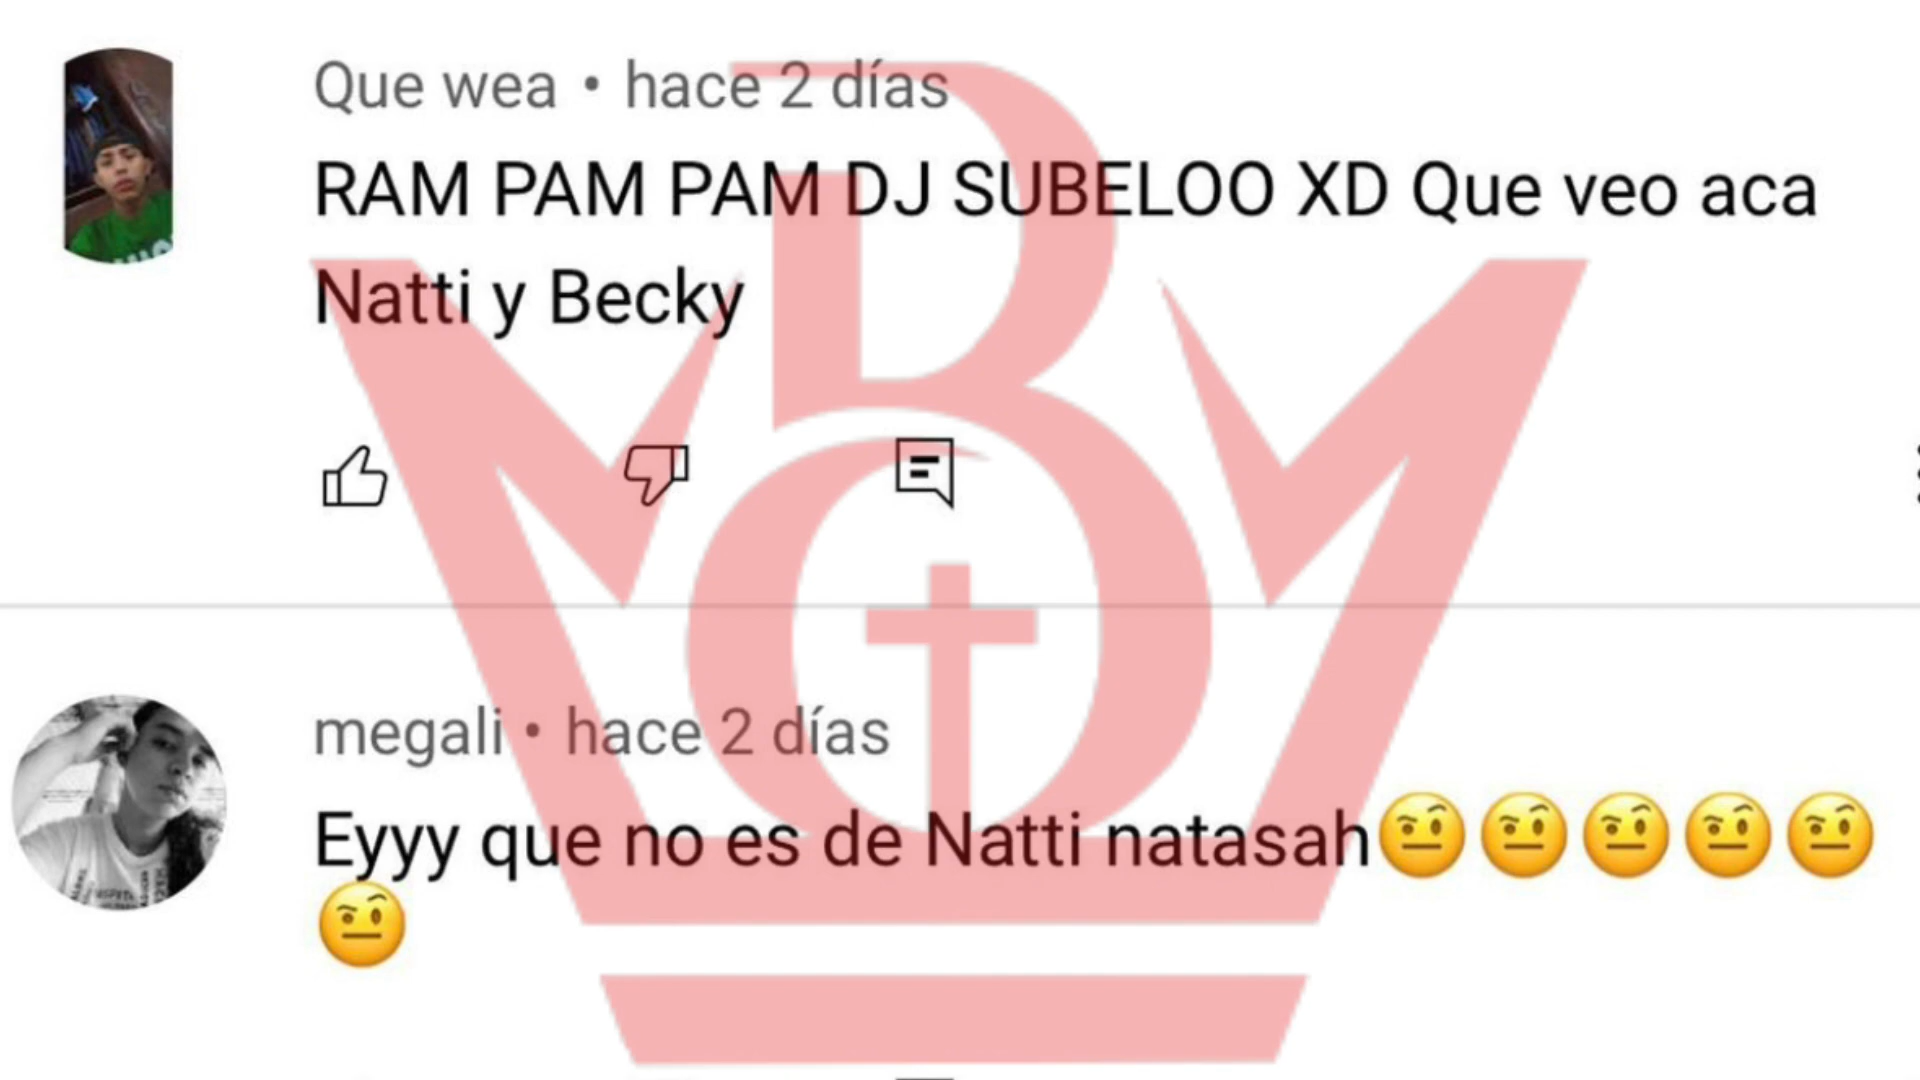 Que wea • hace 2 días
RAM PAM PAM DJ SUBELOO XD Que veo aca
Natti y Becky
megali • hace 2 días
Eyyy que no es de Natti natasah🤨🤨🤨🤨🤨
🤨